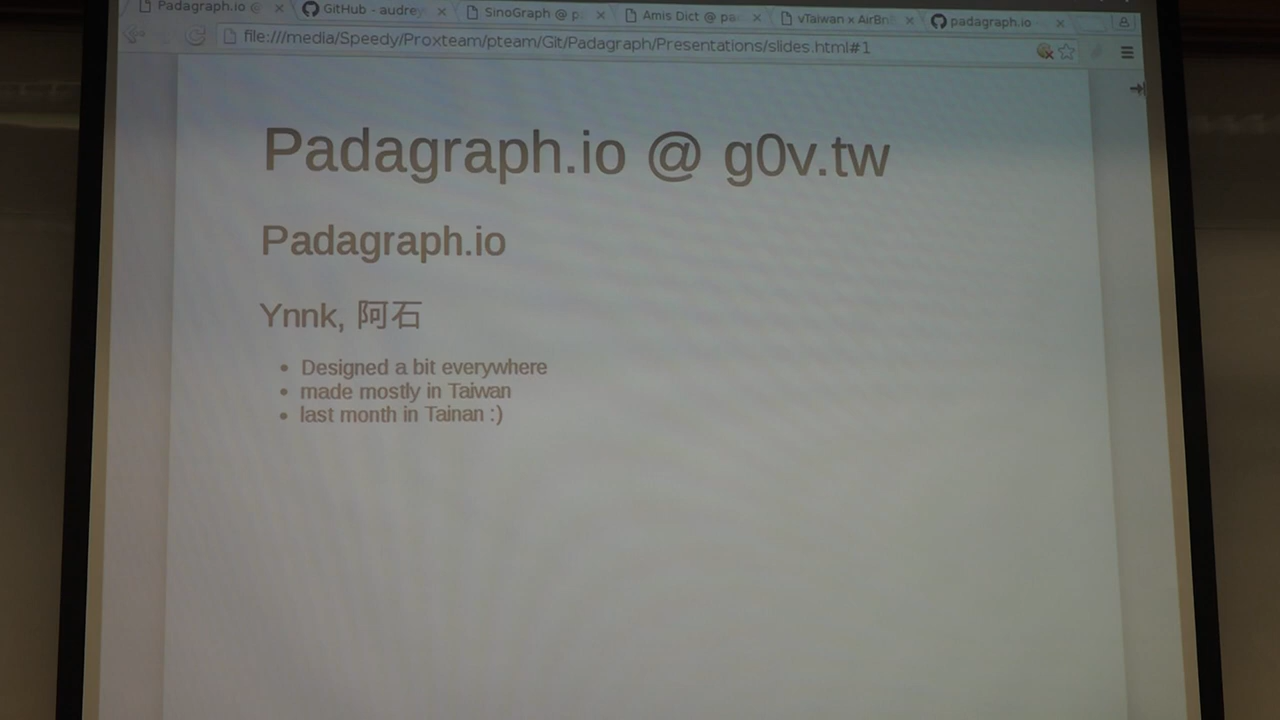 Padagraph.io @
GitHub - audre
SinoGraph @ p
Amis Dict @ pa
vTaiwan x AirBn
padagraph.io
file:///media/Speedy/Proxteam/pteam/Git/Padagraph/Presentations/slides.html#1
Padagraph.io @ g0v.tw
Padagraph.io
Ynnk, 阿石
• Designed a bit everywhere
• made mostly in Taiwan
• last month in Tainan :)